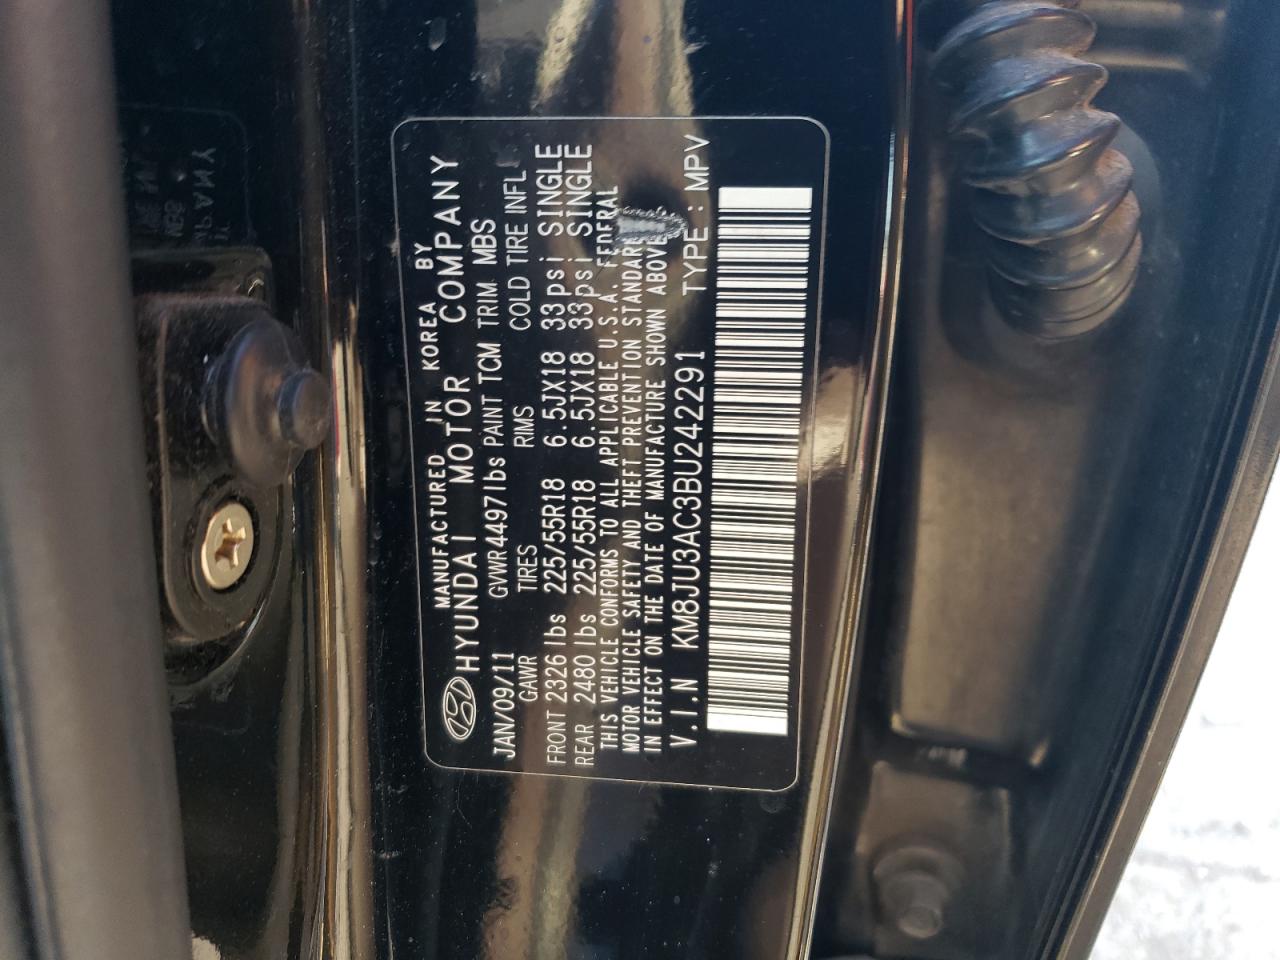 MANUFACTURED IN KOREA BY
HYUNDAI MOTOR COMPANY
JAN/09/11 GVWR4497lbs PAINT TCM TRIM MBS
GAWR TIRES RIMS COLD TIRE INFL
FRONT 2326 lbs 225/55R18 6.5JX18 33psi SINGLE
REAR 2480 lbs 225/55R18 6.5JX18 33psi SINGLE
THIS VEHICLE CONFORMS TO ALL APPLICABLE U.S.A. FEDERAL
MOTOR VEHICLE SAFETY AND THEFT PREVENTION STANDAR
IN EFFECT ON THE DATE OF MANUFACTURE SHOWN ABOVE
V.I.N KM8JU3AC3BU242291 TYPE : MPV